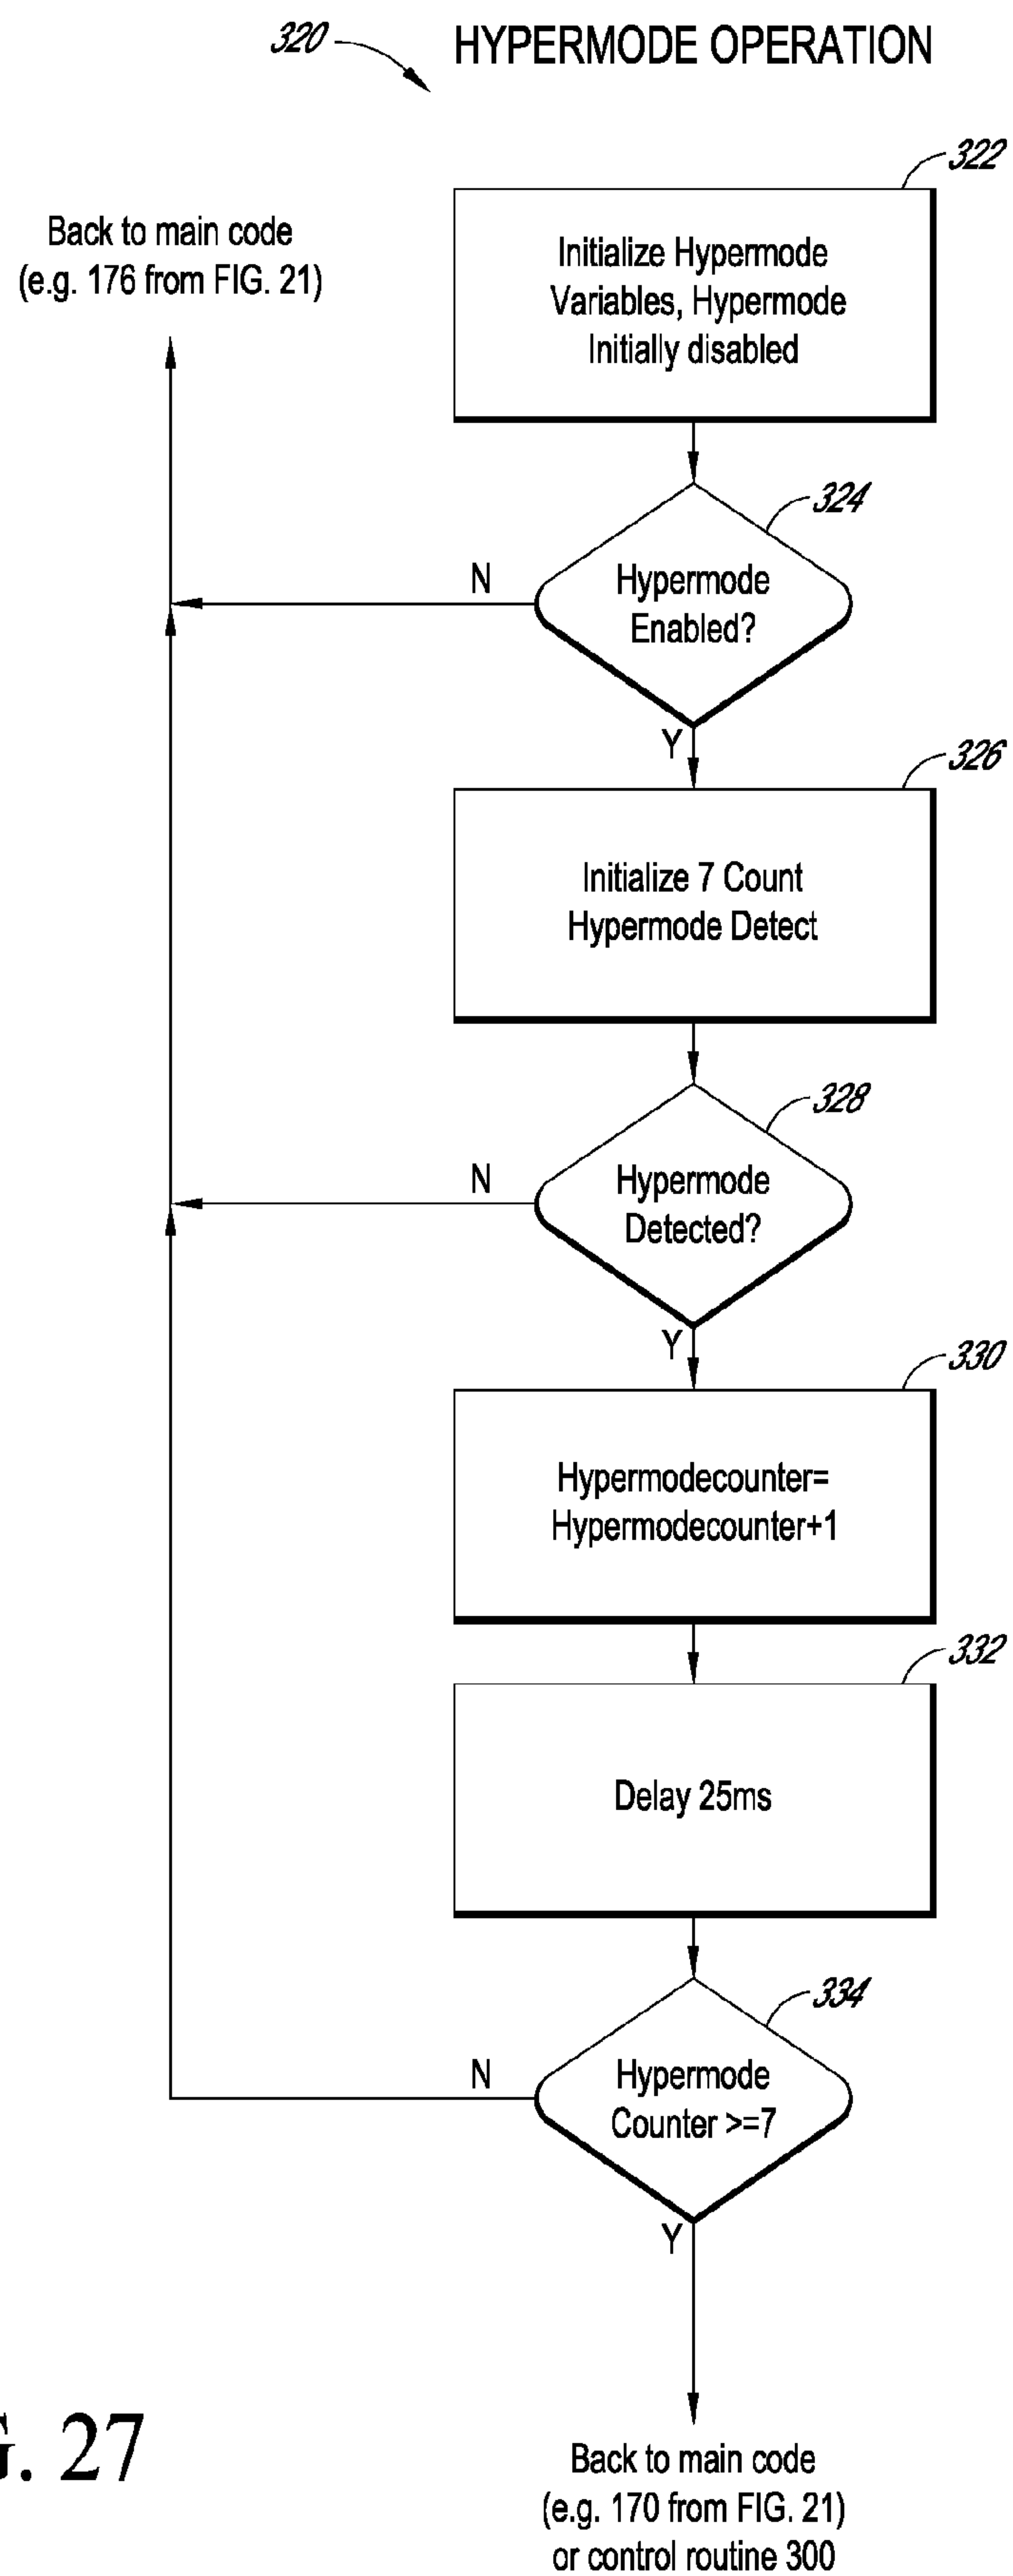 320
HYPERMODE OPERATION
322
Back to main code
(e.g. 176 from FIG. 21)
Initialize Hypermode
Variables, Hypermode
Initially disabled
324
N
Hypermode
Enabled?
Y
326
Initialize 7 Count
Hypermode Detect
328
N
Hypermode
Detected?
Y
330
Hypermodecounter=
Hypermodecounter+1
332
Delay 25ms
334
N
Hypermode
Counter >=7
Y
G. 27
Back to main code
(e.g. 170 from FIG. 21)
or control routine 300